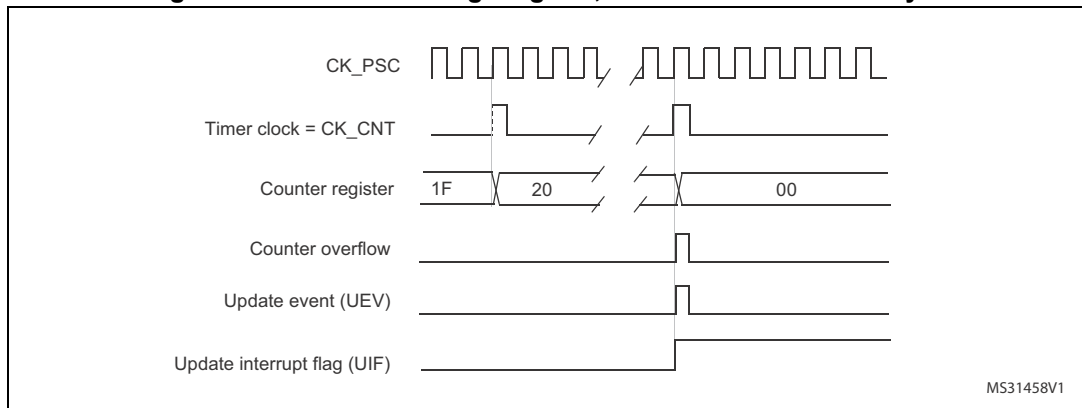 CK_PSC
Timer clock = CK_CNT
Counter register 1F 20 00
Counter overflow
Update event (UEV)
Update interrupt flag (UIF)
MS31458V1